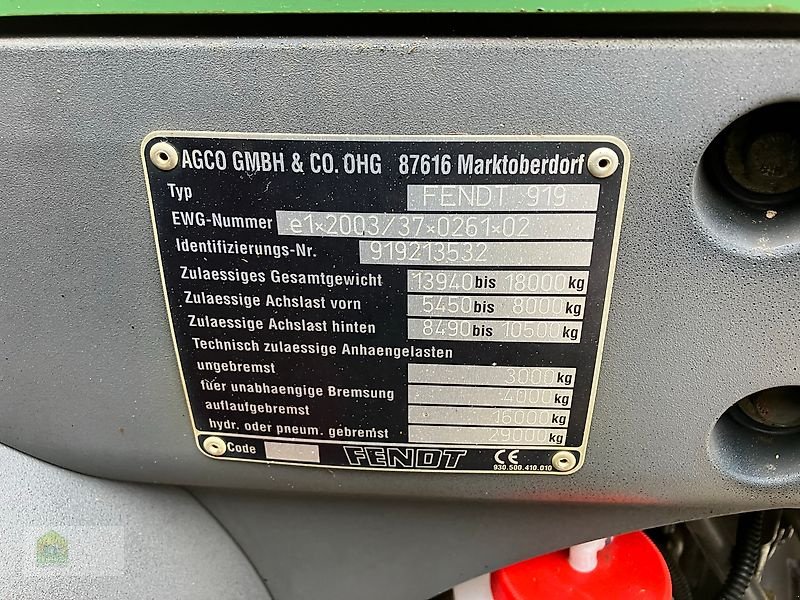 AGCO GMBH & CO. OHG 87616 Marktoberdorf
Typ FENDT 919
EWG-Nummer e1×2003/37×0261×02
Identifizierungs-Nr. 919213532
Zulaessiges Gesamtgewicht 13940 bis 18000 kg
Zulaessige Achslast vorn 5450 bis 8000 kg
Zulaessige Achslast hinten 8490 bis 10500 kg
Technisch zulaessige Anhaengelasten
ungebremst 3000 kg
fuer unabhaengige Bremsung 4000 kg
auflaufgebremst 16000 kg
hydr. oder pneum. gebremst 29000 kg
Code FENDT CE
930.500.410.010